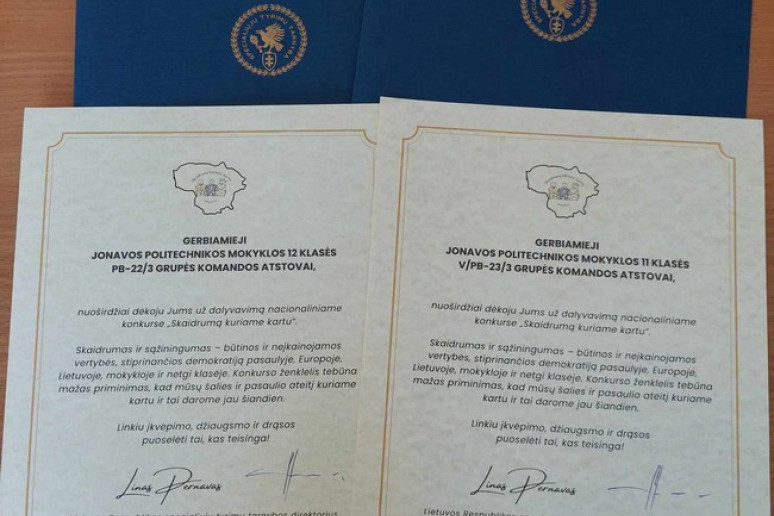 SPECIALIŲJŲ TYRIMŲ TARNYBA
GERBIAMIEJI
JONAVOS POLITECHNIKOS MOKYKLOS 12 KLASĖS
PB-22/3 GRUPĖS KOMANDOS ATSTOVAI,
nuoširdžiai dėkoju Jums už dalyvavimą nacionaliniame
konkurse „Skaidrumą kuriame kartu“.
Skaidrumas ir sąžiningumas – būtinos ir neįkainojamos
vertybės, stiprinančios demokratiją pasaulyje, Europoje,
Lietuvoje, mokykloje ir netgi klasėje. Konkurso ženklelis tebūna
mažas priminimas, kad mūsų šalies ir pasaulio ateitį kuriame
kartu ir tai darome jau šiandien.
Linkiu įkvėpimo, džiaugsmo ir drąsos
puoselėti tai, kas teisinga!
Linas Pernavas
GERBIAMIEJI
JONAVOS POLITECHNIKOS MOKYKLOS 11 KLASĖS
V/PB-23/3 GRUPĖS KOMANDOS ATSTOVAI,
nuoširdžiai dėkoju Jums už dalyvavimą nacionaliniame
konkurse „Skaidrumą kuriame kartu“.
Skaidrumas ir sąžiningumas – būtinos ir neįkainojamos
vertybės, stiprinančios demokratiją pasaulyje, Europoje,
Lietuvoje, mokykloje ir netgi klasėje. Konkurso ženklelis tebūna
mažas priminimas, kad mūsų šalies ir pasaulio ateitį kuriame
kartu ir tai darome jau šiandien.
Linkiu įkvėpimo, džiaugsmo ir drąsos
puoselėti tai, kas teisinga!
Linas Pernavas
Lietuvos Respublikos